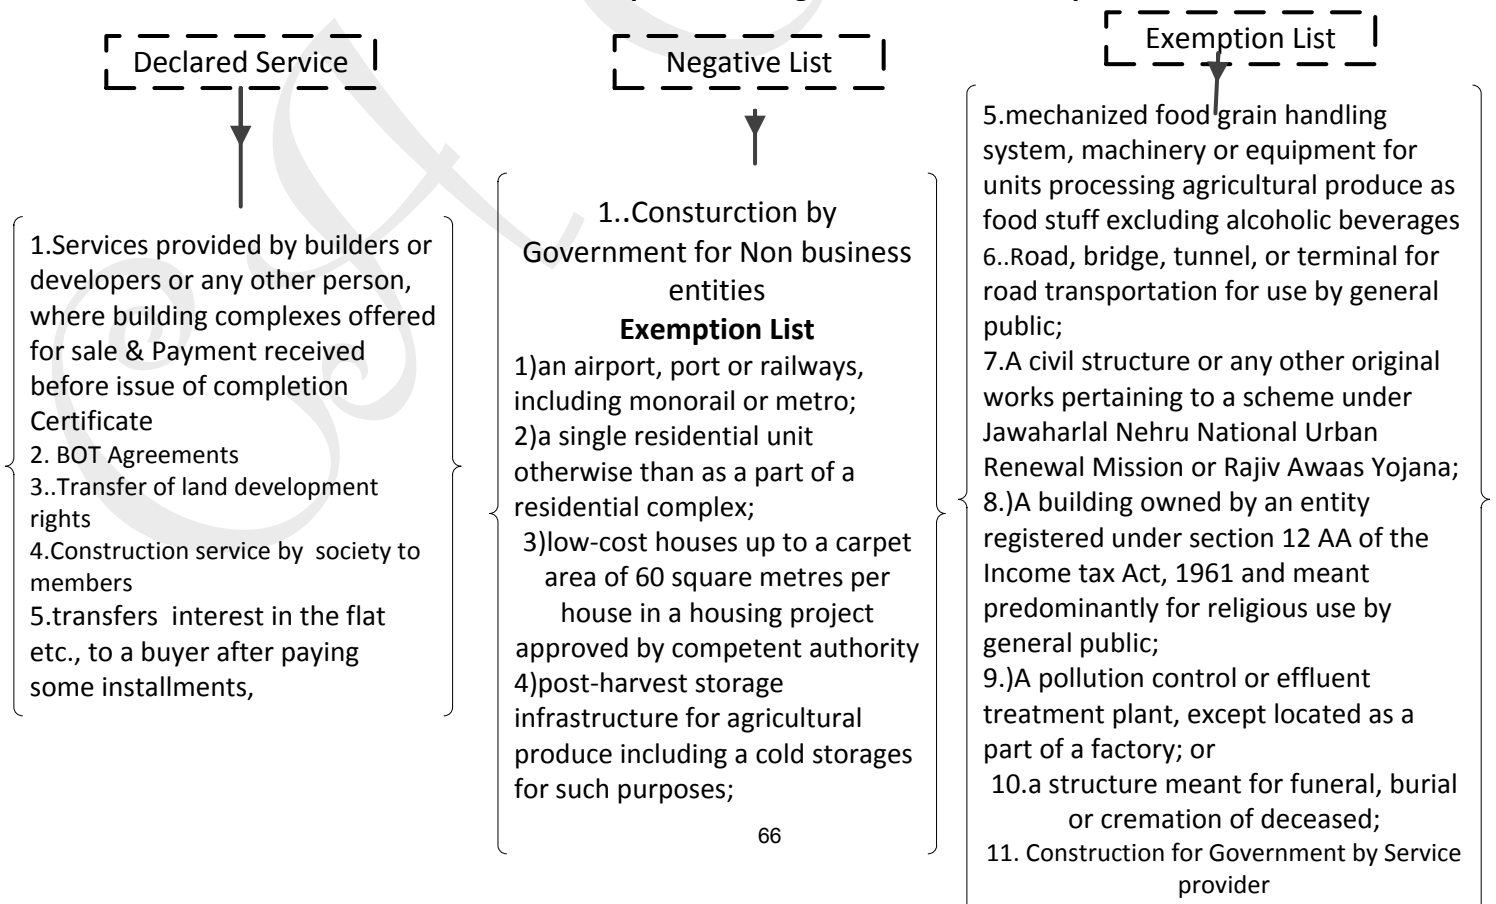 Declared Service
1.Services provided by builders or
developers or any other person,
where building complexes offered
for sale & Payment received
before issue of completion
Certificate
2. BOT Agreements
3..Transfer of land development
rights
4.Construction service by  society to
members
5.transfers  interest in the flat
etc., to a buyer after paying
some installments,
Negative List
1..Consturction by
Government for Non business
entities
Exemption List
1)an airport, port or railways,
including monorail or metro;
2)a single residential unit
otherwise than as a part of a
residential complex;
3)low-cost houses up to a carpet
area of 60 square metres per
house in a housing project
approved by competent authority
4)post-harvest storage
infrastructure for agricultural
produce including a cold storages
for such purposes;
66
Exemption List
5.mechanized food grain handling
system, machinery or equipment for
units processing agricultural produce as
food stuff excluding alcoholic beverages
6..Road, bridge, tunnel, or terminal for
road transportation for use by general
public;
7.A civil structure or any other original
works pertaining to a scheme under
Jawaharlal Nehru National Urban
Renewal Mission or Rajiv Awaas Yojana;
8.)A building owned by an entity
registered under section 12 AA of the
Income tax Act, 1961 and meant
predominantly for religious use by
general public;
9.)A pollution control or effluent
treatment plant, except located as a
part of a factory; or
10.a structure meant for funeral, burial
or cremation of deceased;
11. Construction for Government by Service
provider